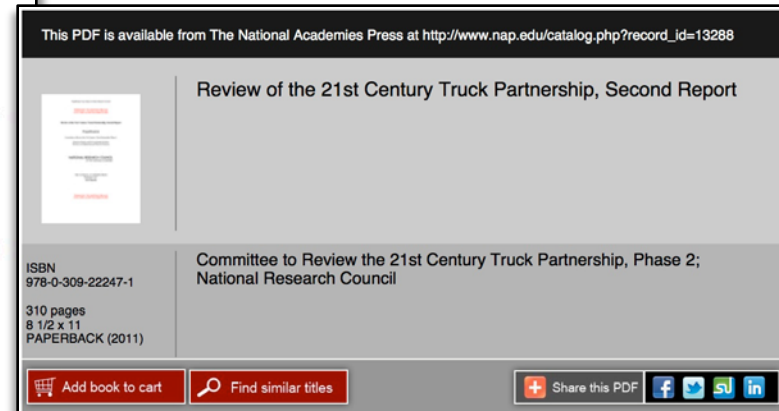 This PDF is available from The National Academies Press at http://www.nap.edu/catalog.php?record_id=13288
Review of the 21st Century Truck Partnership, Second Report
ISBN
978-0-309-22247-1
310 pages
8 1/2 x 11
PAPERBACK (2011)
Committee to Review the 21st Century Truck Partnership, Phase 2;
National Research Council
Add book to cart
Find similar titles
Share this PDF